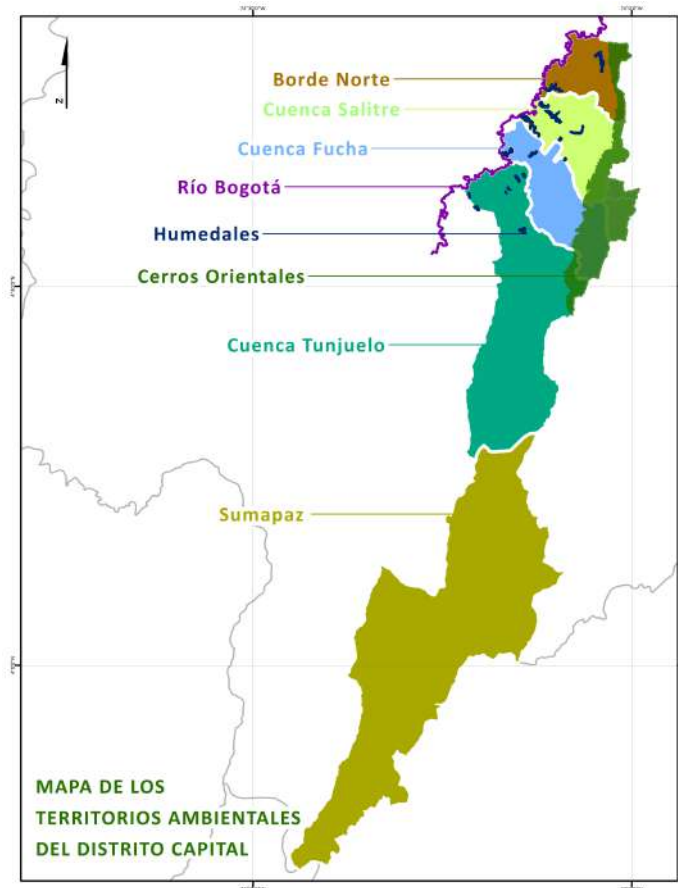 N
Borde Norte
Cuenca Salitre
Cuenca Fucha
Río Bogotá
Humedales
Cerros Orientales
Cuenca Tunjuelo
Sumapaz
MAPA DE LOS
TERRITORIOS AMBIENTALES
DEL DISTRITO CAPITAL